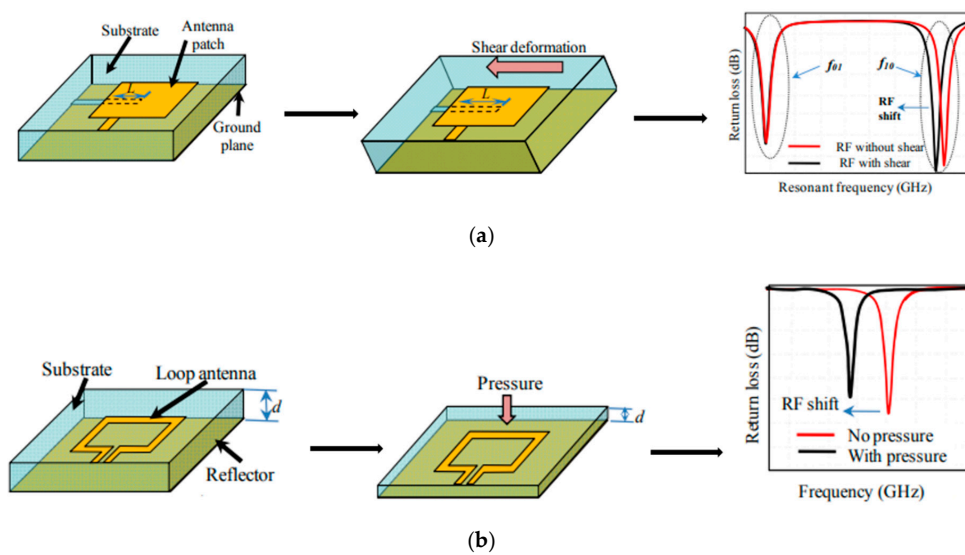 Substrate
Antenna
patch
L
Ground
plane
Shear deformation
L
Return loss (dB)
f01
f10
RF
shift
RF without shear
RF with shear
Resonant frequency (GHz)
(a)
Substrate
Loop antenna
d
Reflector
Pressure
d
Return loss (dB)
RF shift
No pressure
With pressure
Frequency (GHz)
(b)